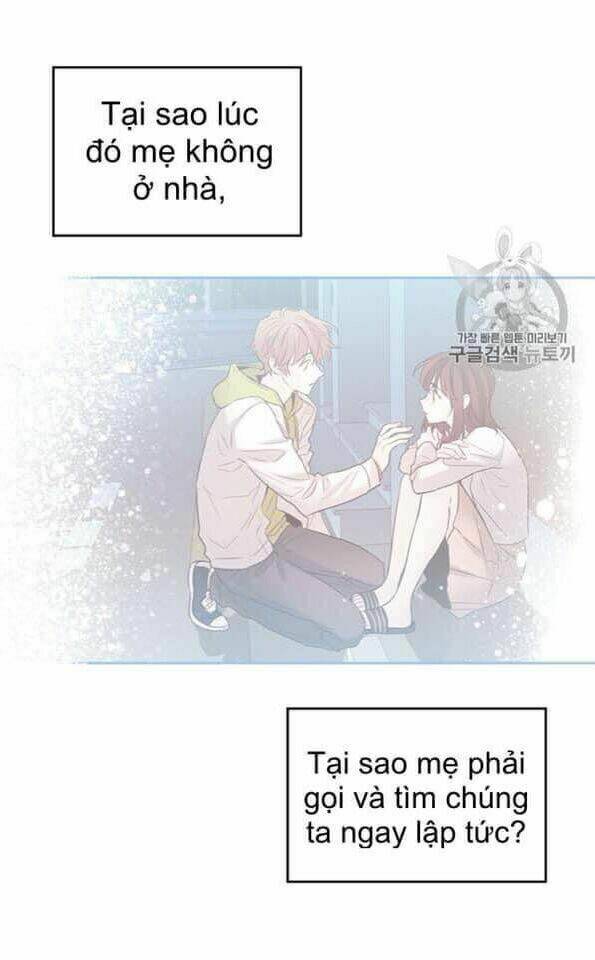 Tại sao lúc
đó mẹ không
ở nhà,
가장 빠른 웹툰 미리보기
구글검색 뉴토끼
Tại sao mẹ phải
gọi và tìm chúng
ta ngay lập tức?